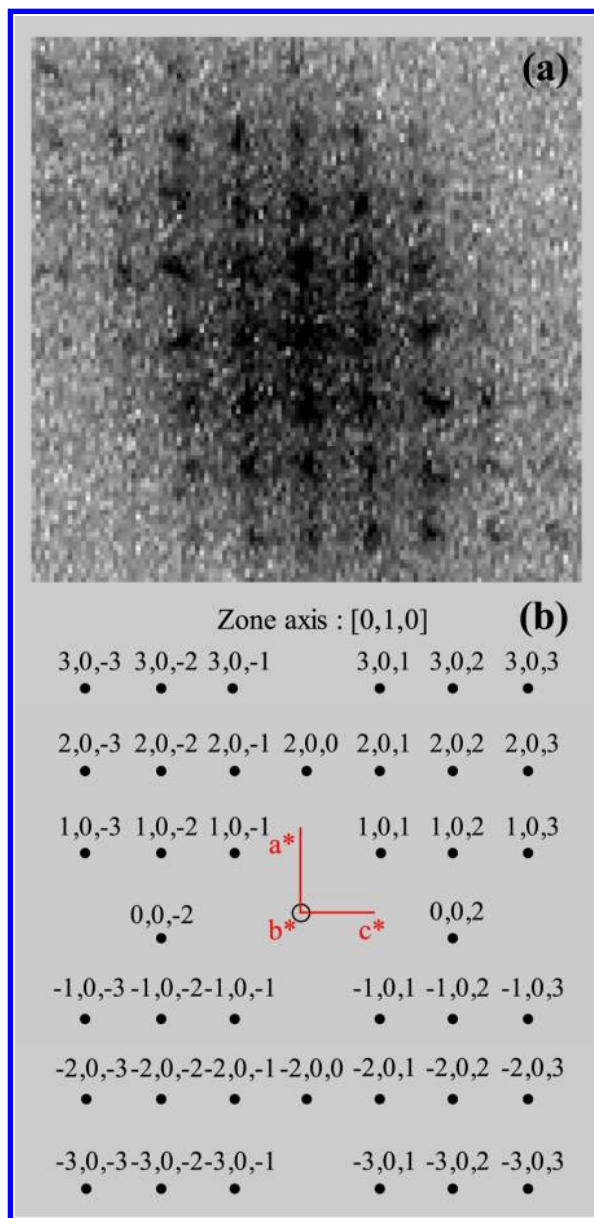 (a)
Zone axis : [0,1,0] (b)
3,0,-3 3,0,-2 3,0,-1 3,0,1 3,0,2 3,0,3
2,0,-3 2,0,-2 2,0,-1 2,0,0 2,0,1 2,0,2 2,0,3
1,0,-3 1,0,-2 1,0,-1 1,0,1 1,0,2 1,0,3
a*
0,0,-2 b* c* 0,0,2
-1,0,-3 -1,0,-2 -1,0,-1 -1,0,1 -1,0,2 -1,0,3
-2,0,-3 -2,0,-2 -2,0,-1 -2,0,0 -2,0,1 -2,0,2 -2,0,3
-3,0,-3 -3,0,-2 -3,0,-1 -3,0,1 -3,0,2 -3,0,3